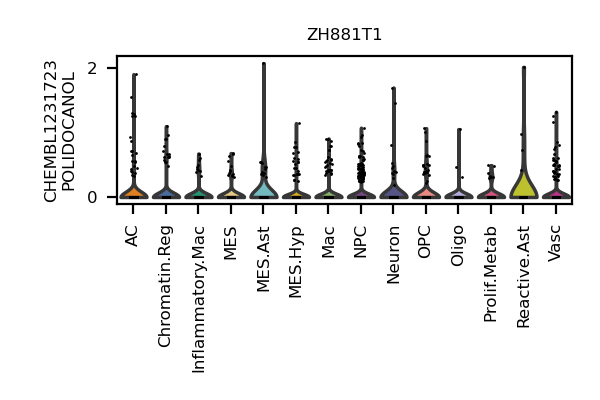 ZH881T1
CHEMBL1231723
POLIDOCANOL
2
0
AC
Chromatin.Reg
Inflammatory.Mac
MES
MES.Ast
MES.Hyp
Mac
NPC
Neuron
OPC
Oligo
Prolif.Metab
Reactive.Ast
Vasc